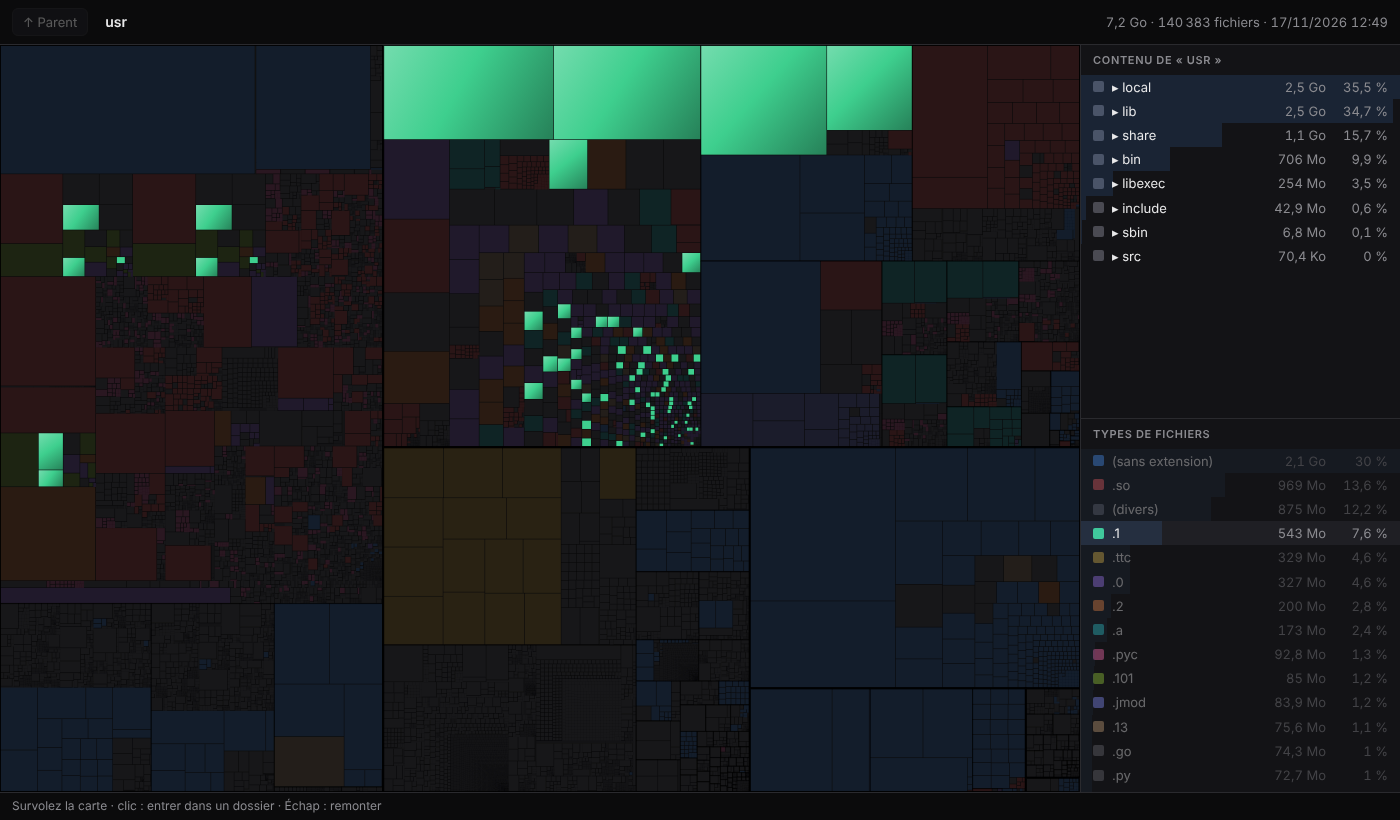 ↑ Parent usr 7,2 Go · 140 383 fichiers · 17/11/2026 12:49
CONTENU DE « USR »
▸ local 2,5 Go 35,5 %
▸ lib 2,5 Go 34,7 %
▸ share 1,1 Go 15,7 %
▸ bin 706 Mo 9,9 %
▸ libexec 254 Mo 3,5 %
▸ include 42,9 Mo 0,6 %
▸ sbin 6,8 Mo 0,1 %
▸ src 70,4 Ko 0 %
TYPES DE FICHIERS
(sans extension) 2,1 Go 30 %
.so 969 Mo 13,6 %
(divers) 875 Mo 12,2 %
.1 543 Mo 7,6 %
.ttc 329 Mo 4,6 %
.0 327 Mo 4,6 %
.2 200 Mo 2,8 %
.a 173 Mo 2,4 %
.pyc 92,8 Mo 1,3 %
.101 85 Mo 1,2 %
.jmod 83,9 Mo 1,2 %
.13 75,6 Mo 1,1 %
.go 74,3 Mo 1 %
.py 72,7 Mo 1 %
Survolez la carte · clic : entrer dans un dossier · Échap : remonter